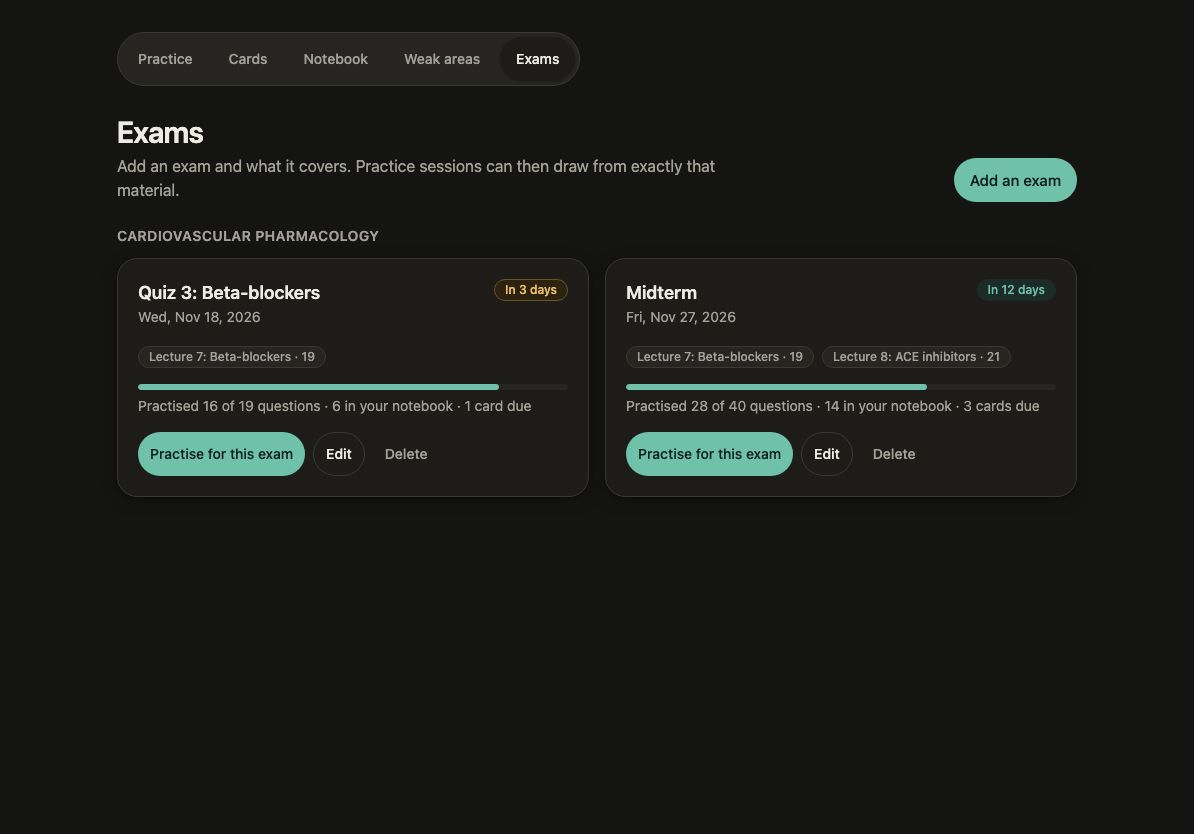 Practice
Cards
Notebook
Weak areas
Exams
Exams
Add an exam and what it covers. Practice sessions can then draw from exactly that
material.
Add an exam
CARDIOVASCULAR PHARMACOLOGY
Quiz 3: Beta-blockers
In 3 days
Wed, Nov 18, 2026
Lecture 7: Beta-blockers · 19
Practised 16 of 19 questions · 6 in your notebook · 1 card due
Practise for this exam
Edit
Delete
Midterm
In 12 days
Fri, Nov 27, 2026
Lecture 7: Beta-blockers · 19
Lecture 8: ACE inhibitors · 21
Practised 28 of 40 questions · 14 in your notebook · 3 cards due
Practise for this exam
Edit
Delete